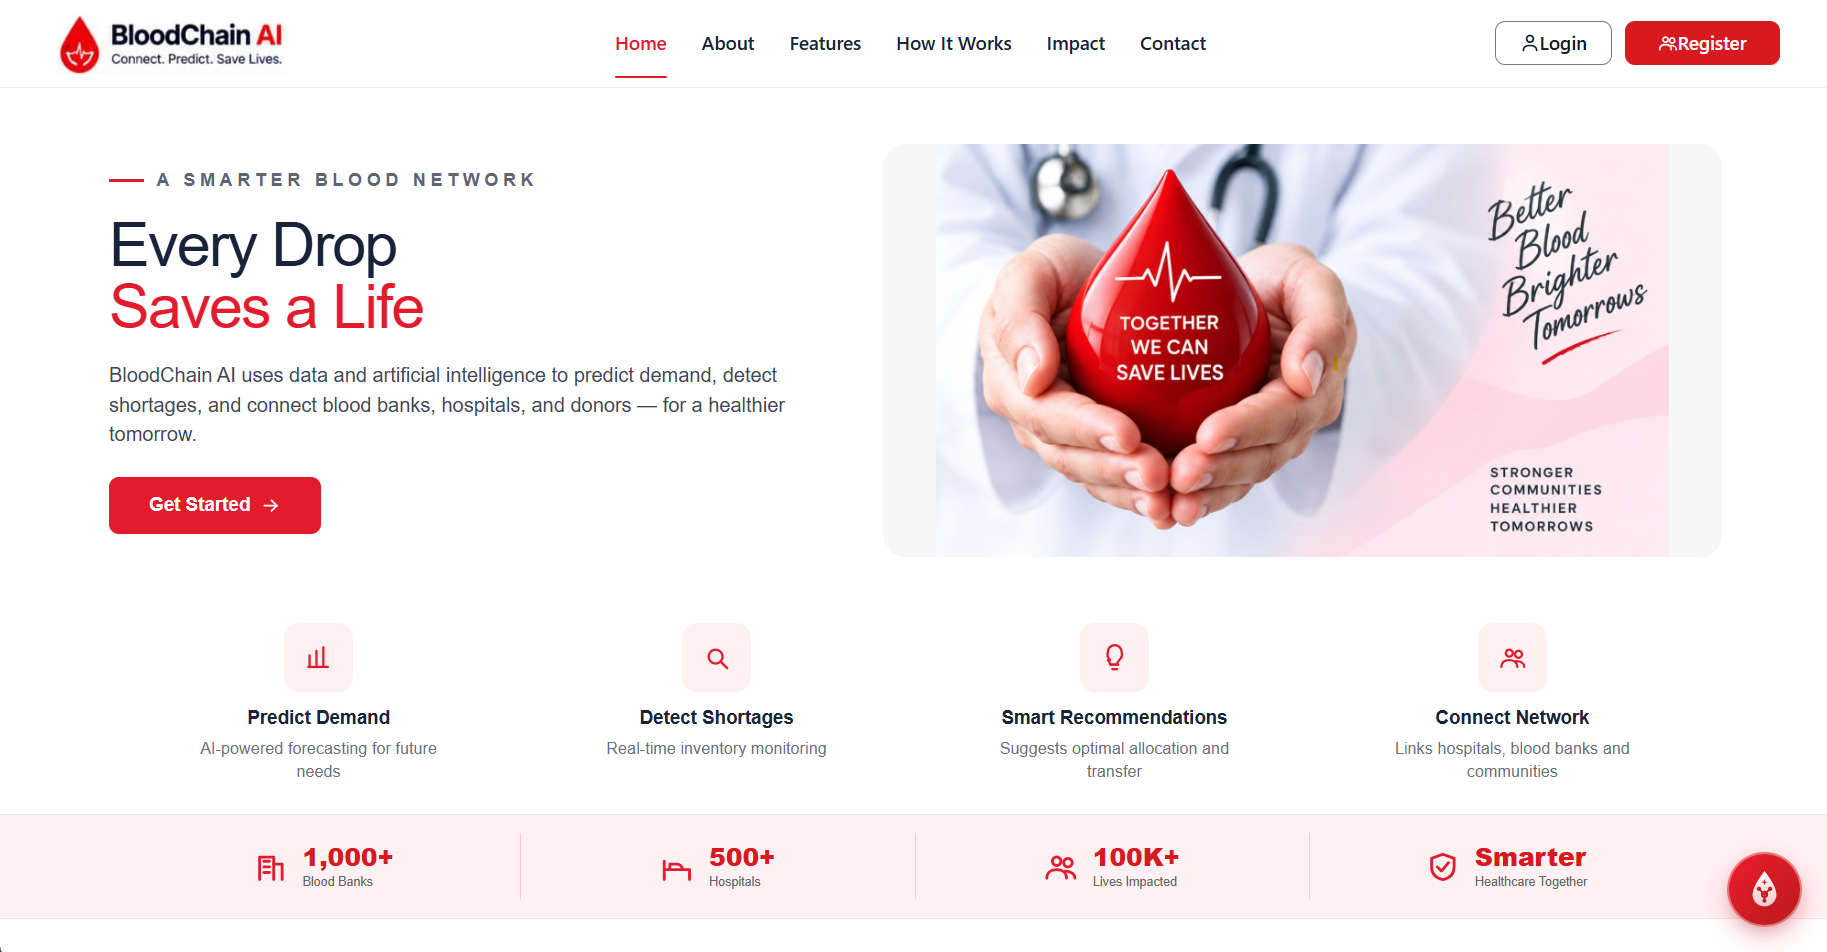 BloodChain AI
Connect. Predict. Save Lives.
Home
About
Features
How It Works
Impact
Contact
Login
Register
A SMARTER BLOOD NETWORK
Every Drop
Saves a Life
BloodChain AI uses data and artificial intelligence to predict demand, detect
shortages, and connect blood banks, hospitals, and donors — for a healthier
tomorrow.
Get Started
TOGETHER
WE CAN
SAVE LIVES
Better
Blood
Brighter
Tomorrows
STRONGER
COMMUNITIES
HEALTHIER
TOMORROWS
Predict Demand
AI-powered forecasting for future
needs
Detect Shortages
Real-time inventory monitoring
Smart Recommendations
Suggests optimal allocation and
transfer
Connect Network
Links hospitals, blood banks and
communities
1,000+
Blood Banks
500+
Hospitals
100K+
Lives Impacted
Smarter
Healthcare Together